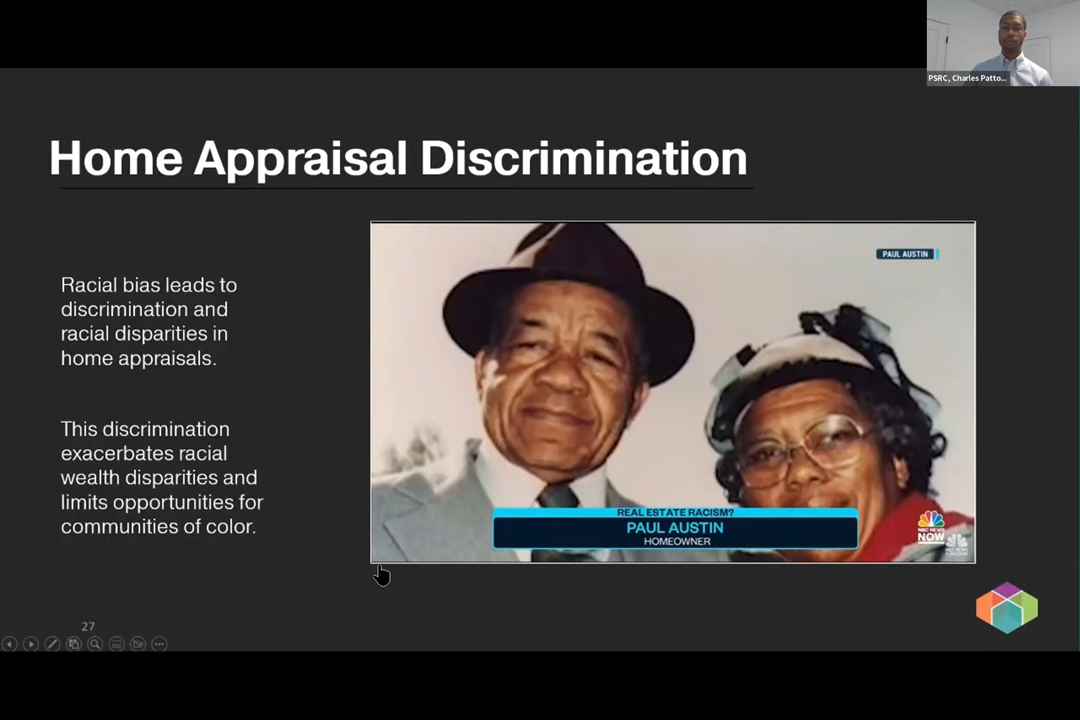 PSRC, Charles Patto...
Home Appraisal Discrimination
Racial bias leads to
discrimination and
racial disparities in
home appraisals.
This discrimination
exacerbates racial
wealth disparities and
limits opportunities for
communities of color.
PAUL AUSTIN
REAL ESTATE RACISM?
PAUL AUSTIN
HOMEOWNER
NBC NEWS
NOW
27